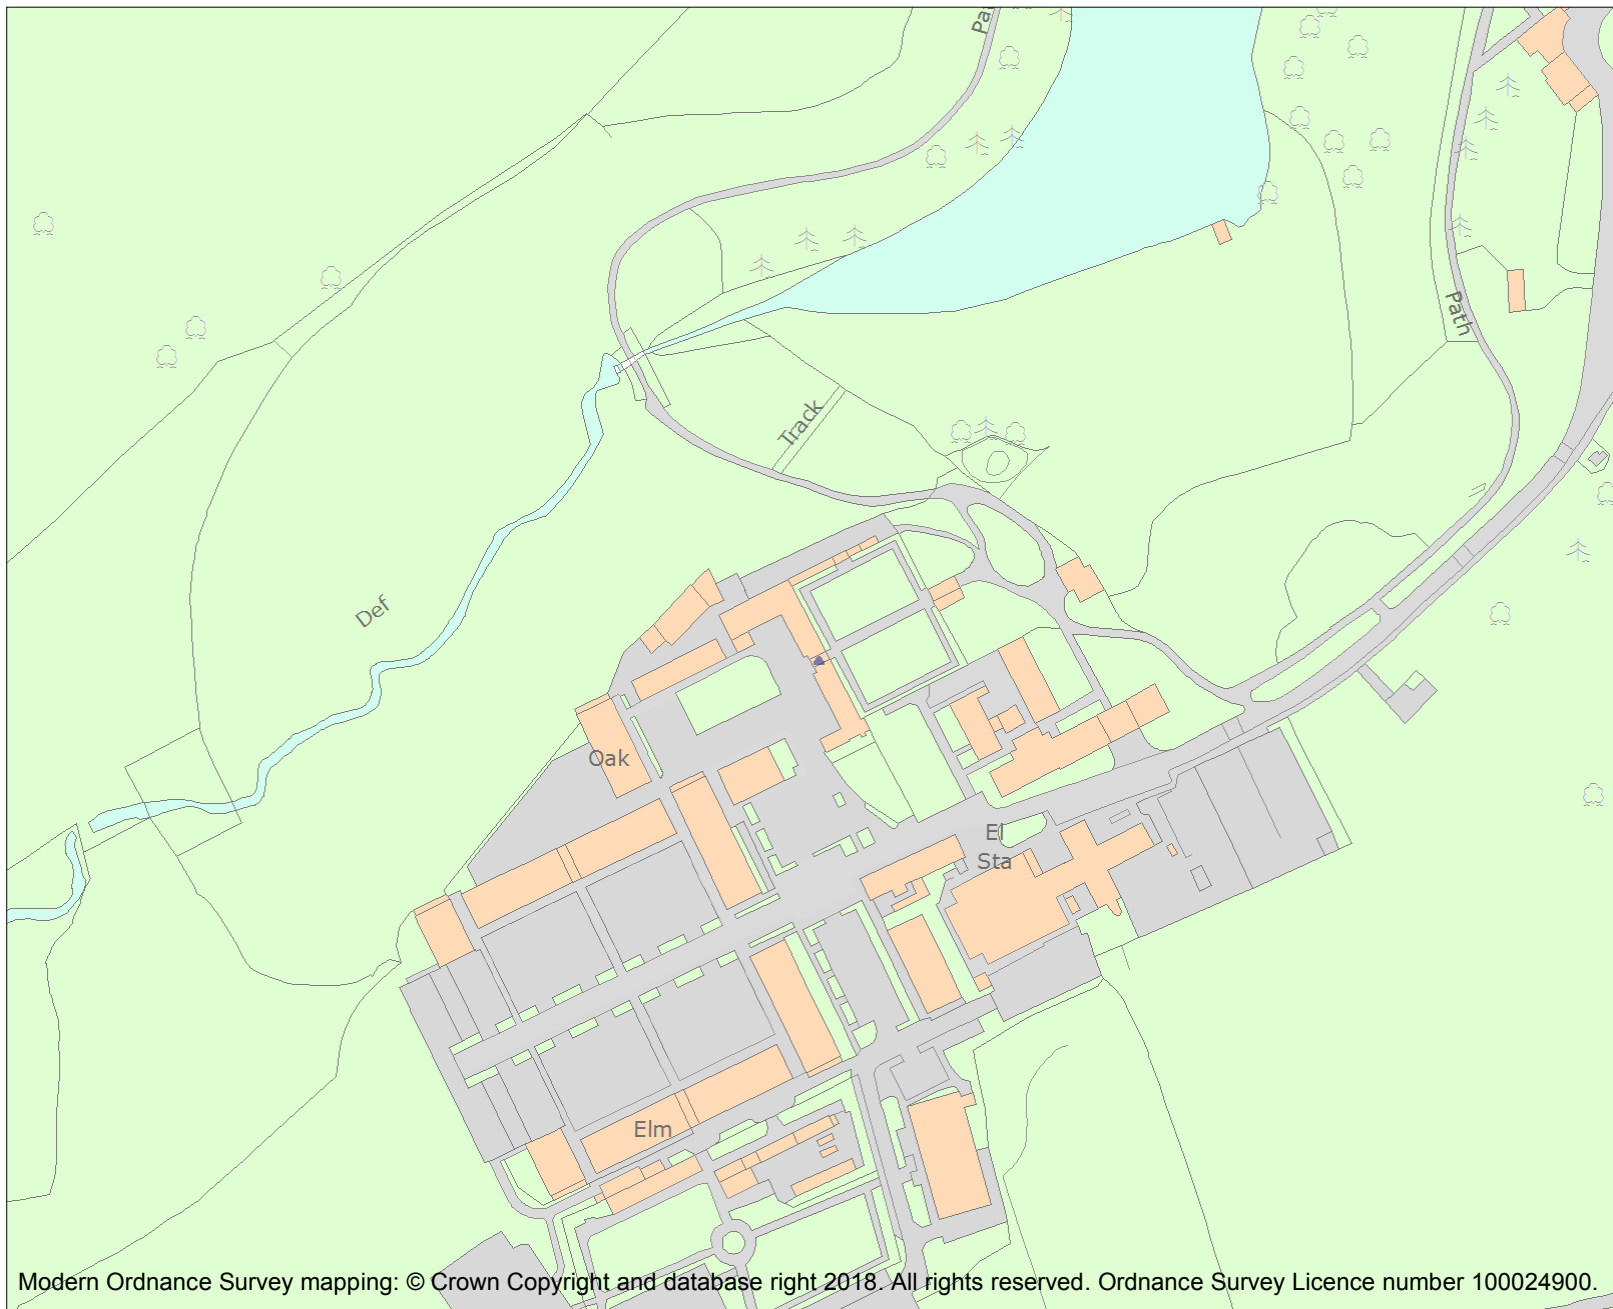 Pa
Path
Track
Def
Oak
El
Sta
Elm
Modern Ordnance Survey mapping: © Crown Copyright and database right 2018. All rights reserved. Ordnance Survey Licence number 100024900.